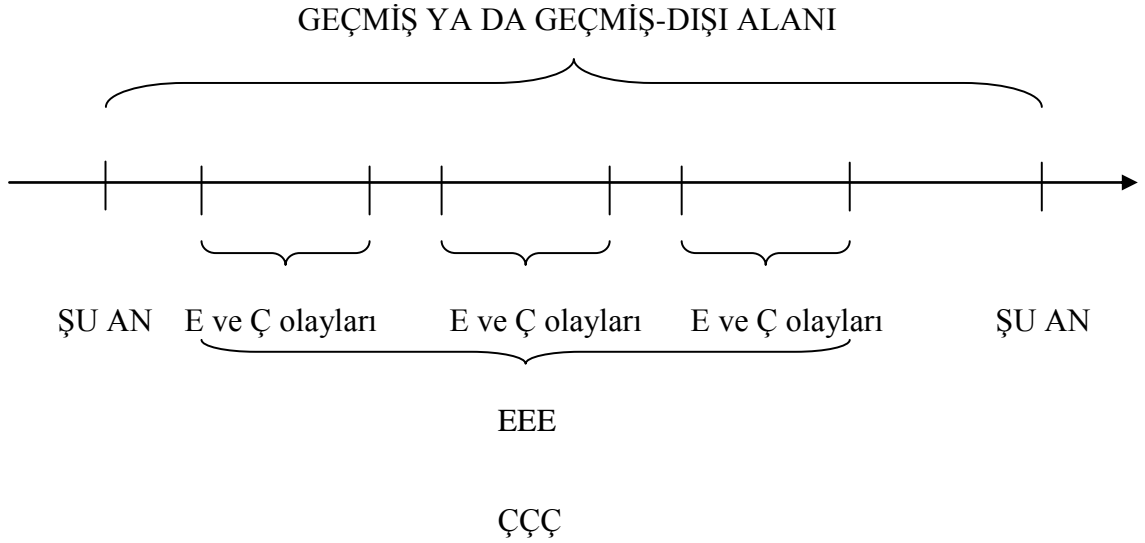 GEÇMİŞ YA DA GEÇMİŞ-DIŞI ALANI
ŞU AN E ve Ç olayları E ve Ç olayları E ve Ç olayları ŞU AN
EEE
ÇÇÇ